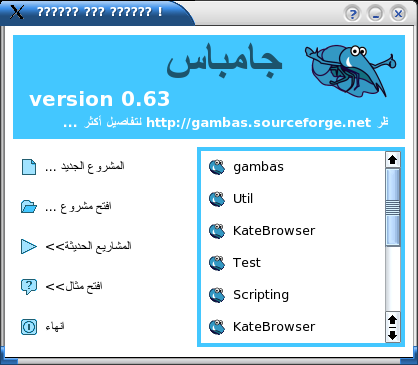 ?????? ??? ?????? !
جامباس
version 0.63
نلر http://gambas.sourceforge.net لتفاصيل أكثر ...
المشروع الجديد ...
افتح مشروع ...
المشاريع الحديثة>>
افتح مثال>>
انهاء
gambas
Util
KateBrowser
Test
Scripting
KateBrowser